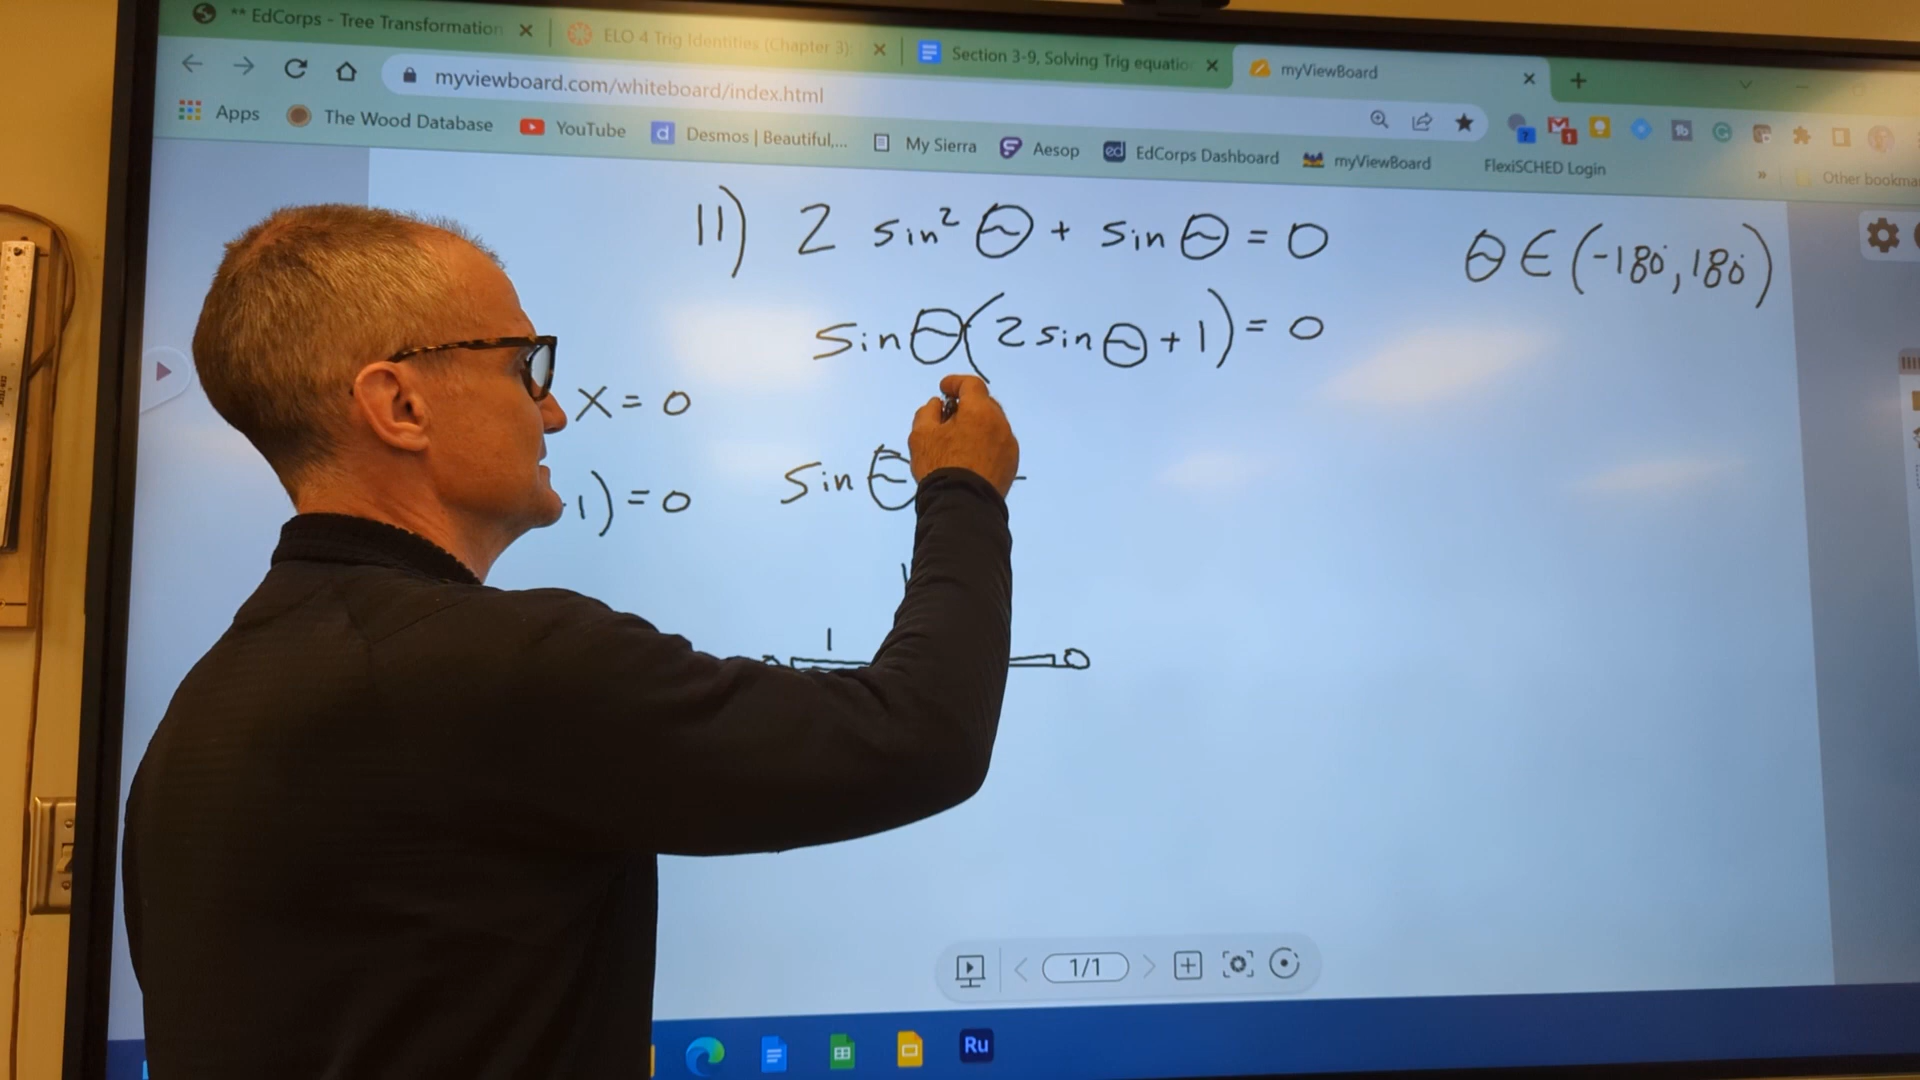 ** EdCorps - Tree Transformation
ELO 4 Trig Identities (Chapter 3):
Section 3-9, Solving Trig equatio
myViewBoard
myviewboard.com/whiteboard/index.html
Apps
The Wood Database
YouTube
Desmos | Beautiful,...
My Sierra
Aesop
EdCorps Dashboard
myViewBoard
FlexiSCHED Login
Other bookma
11) 2 sin² θ + sin θ = 0
θ ∈ (-180°, 180°)
sin θ (2 sin θ + 1) = 0
x = 0
1) = 0
sin θ
1
1/1
Ru